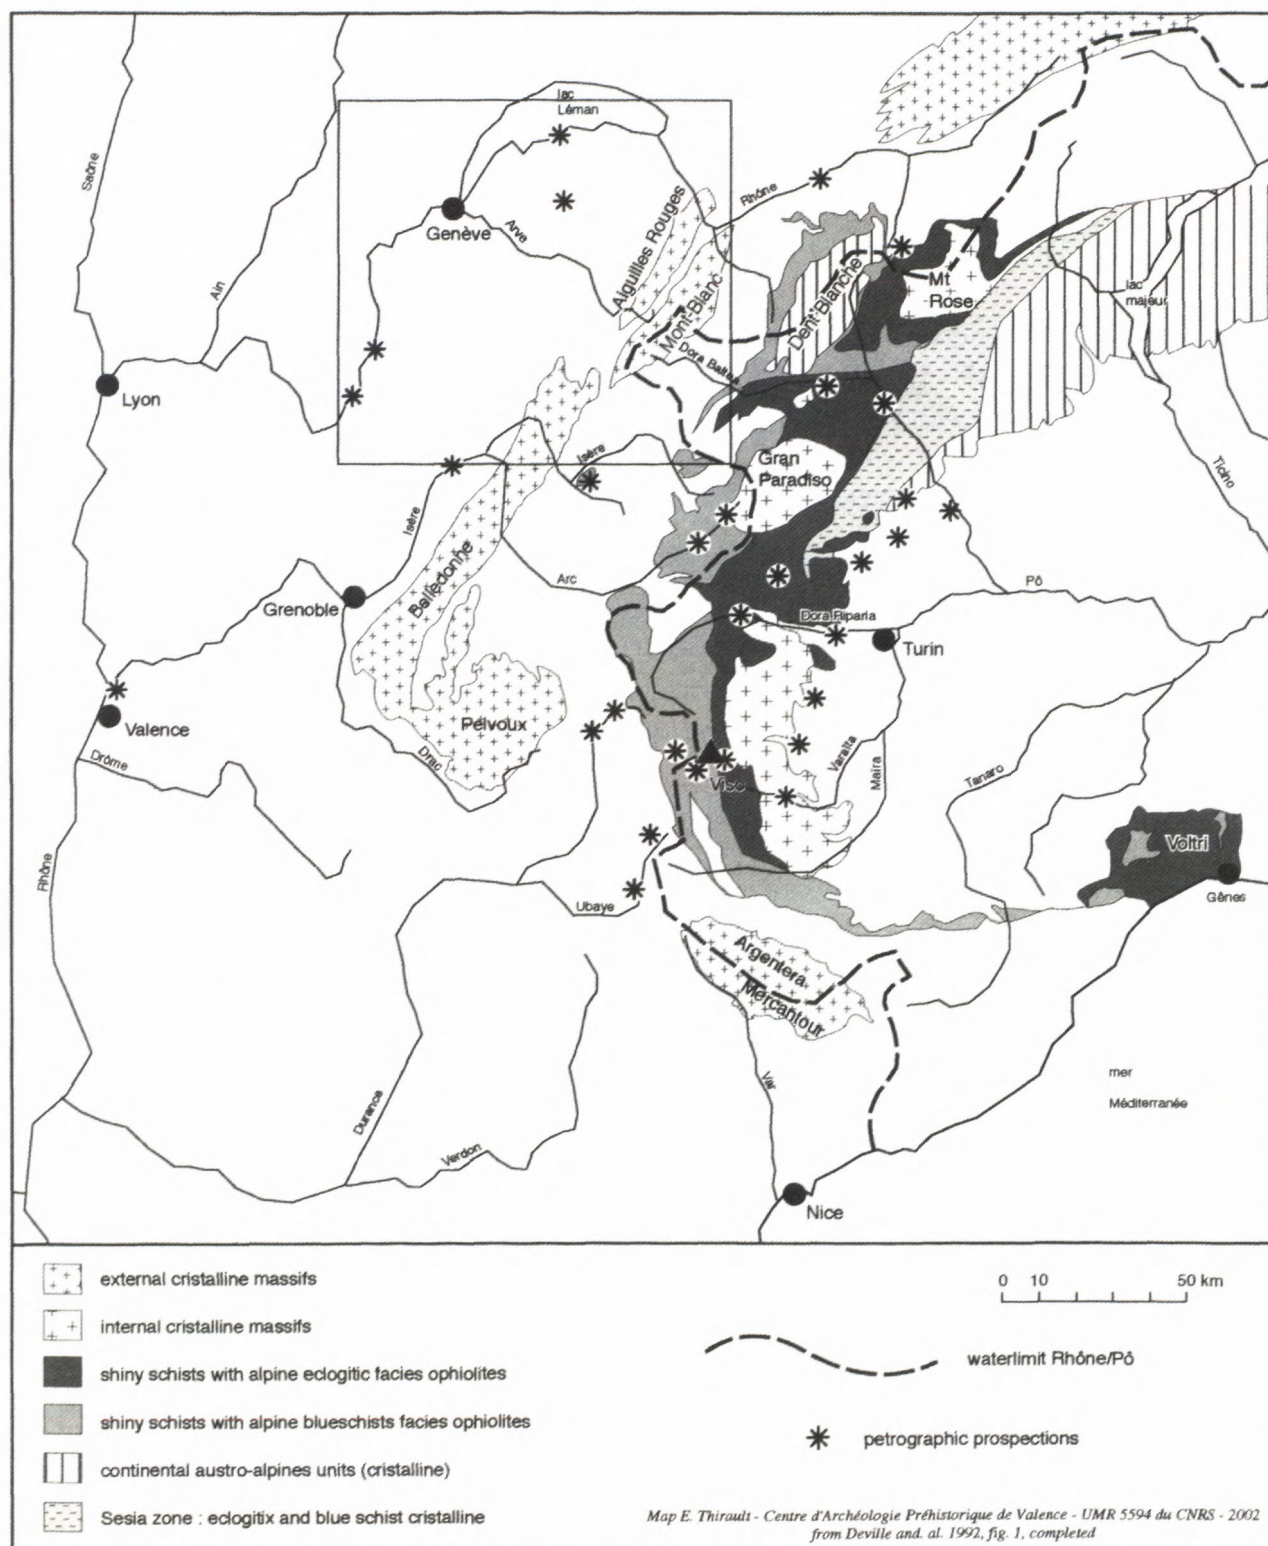 lac
Léman
Saône
Rhône
Aiguilles Rouges
Genève
Arve
Ain
Mt
Rose
Dent-Blanche
Mont-Blanc
lac
majeur
Dora Baltea
Lyon
Isère
Gran
Paradiso
Ticino
Isère
Belledonne
Arc
Pô
Grenoble
Dora Riparia
Turin
Pelvoux
Valence
Drôme
Drac
Viso
Varaita
Maira
Tanaro
Voltri
Gênes
Rhône
Ubaye
Argentera
Mercantour
Var
mer
Méditerranée
Durance
Verdon
Nice
external cristalline massifs
internal cristalline massifs
shiny schists with alpine eclogitic facies ophiolites
shiny schists with alpine blueschists facies ophiolites
continental austro-alpines units (cristalline)
Sesia zone : eclogitix and blue schist cristalline
0 10 50 km
waterlimit Rhône/Pô
petrographic prospections
Map E. Thirault - Centre d'Archéologie Préhistorique de Valence - UMR 5594 du CNRS - 2002
from Deville and. al. 1992, fig. 1, completed